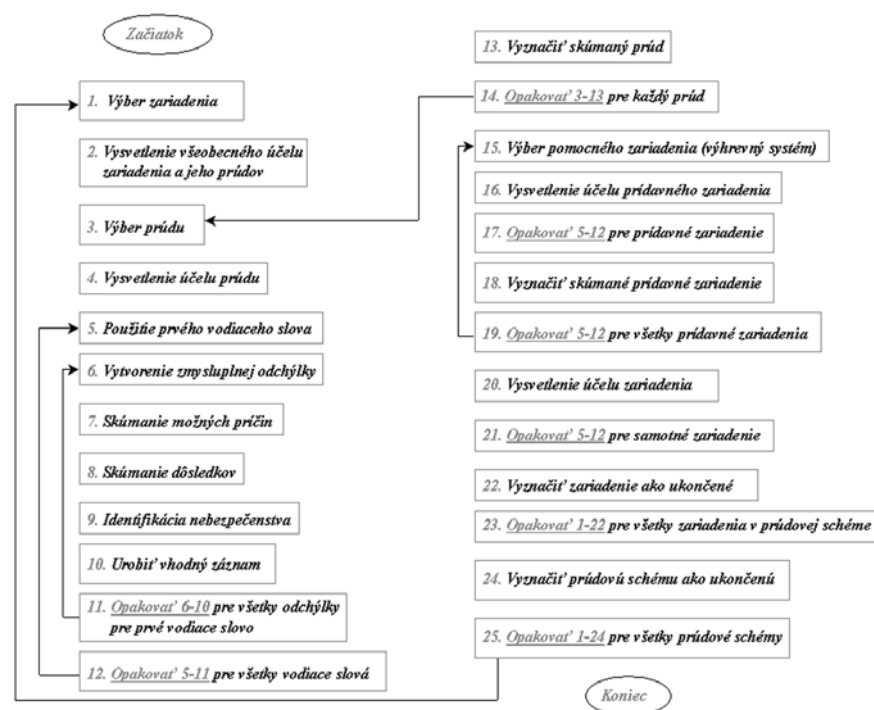 Začiatok
1. Výber zariadenia
2. Vysvetlenie všeobecného účelu
zariadenia a jeho prúdov
3. Výber prúdu
4. Vysvetlenie účelu prúdu
5. Použitie prvého vodiaceho slova
6. Vytvorenie zmysluplnej odchýlky
7. Skúmanie možných príčin
8. Skúmanie dôsledkov
9. Identifikácia nebezpečenstva
10. Urobiť vhodný záznam
11. Opakovať 6-10 pre všetky odchýlky
pre prvé vodiace slovo
12. Opakovať 5-11 pre všetky vodiace slová
13. Vyznačiť skúmaný prúd
14. Opakovať 3-13 pre každý prúd
15. Výber pomocného zariadenia (výhrevný systém)
16. Vysvetlenie účelu prídavného zariadenia
17. Opakovať 5-12 pre prídavné zariadenie
18. Vyznačiť skúmané prídavné zariadenie
19. Opakovať 5-12 pre všetky prídavné zariadenia
20. Vysvetlenie účelu zariadenia
21. Opakovať 5-12 pre samotné zariadenie
22. Vyznačiť zariadenie ako ukončené
23. Opakovať 1-22 pre všetky zariadenia v prúdovej schéme
24. Vyznačiť prúdovú schému ako ukončenú
25. Opakovať 1-24 pre všetky prúdové schémy
Koniec